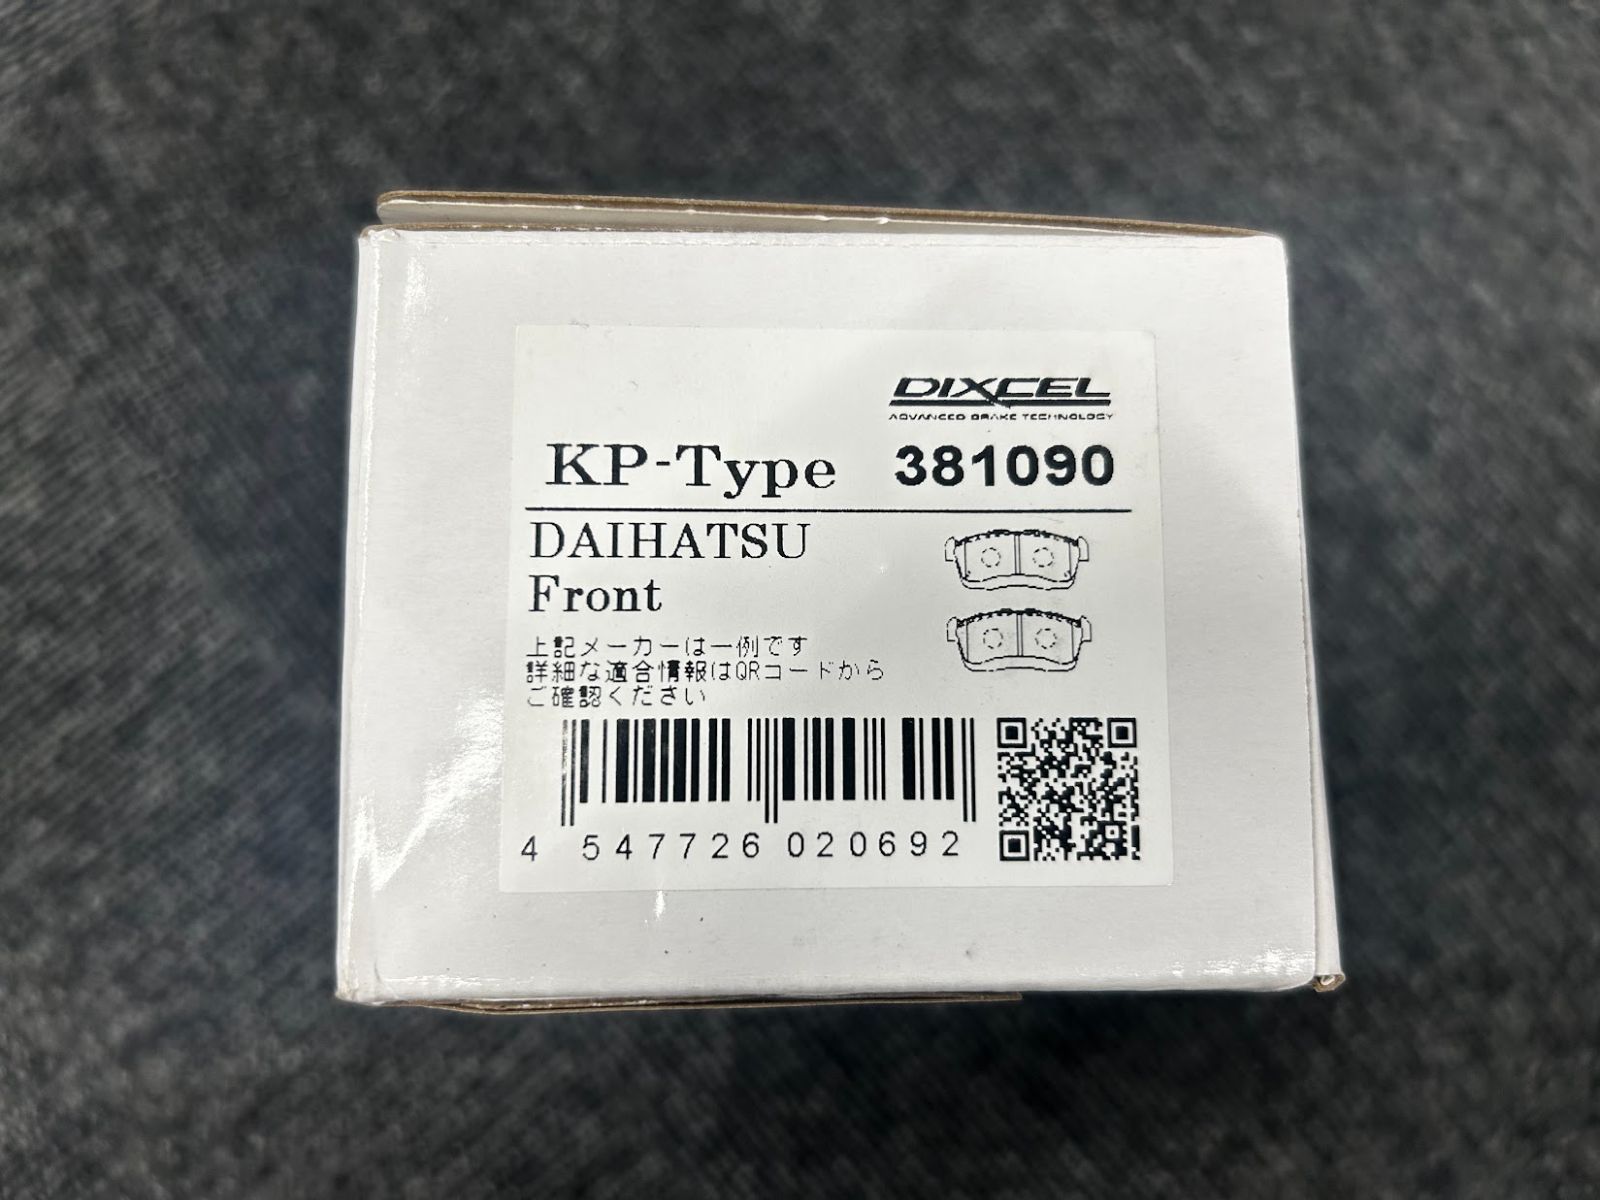 DIXCEL
ADVANCED BRAKE TECHNOLOGY
KP-Type 381090
DAIHATSU
Front
上記メーカーは一例です
詳細な適合情報はQRコードから
ご確認ください
4 547726 020692